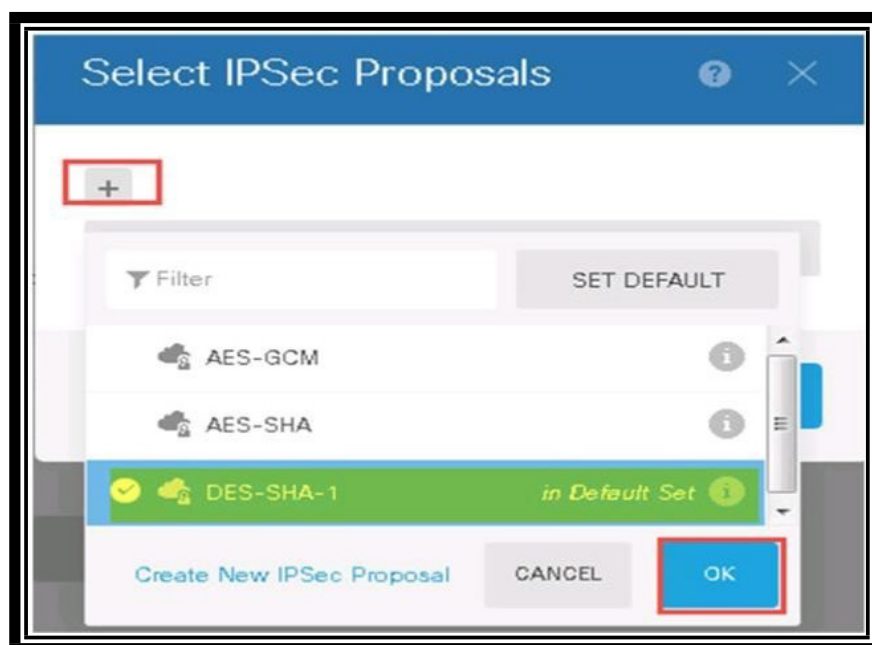 Select IPSec Proposals ?
+
Filter SET DEFAULT
AES-GCM i
AES-SHA i
DES-SHA-1 in Default Set i
Create New IPSec Proposal CANCEL OK